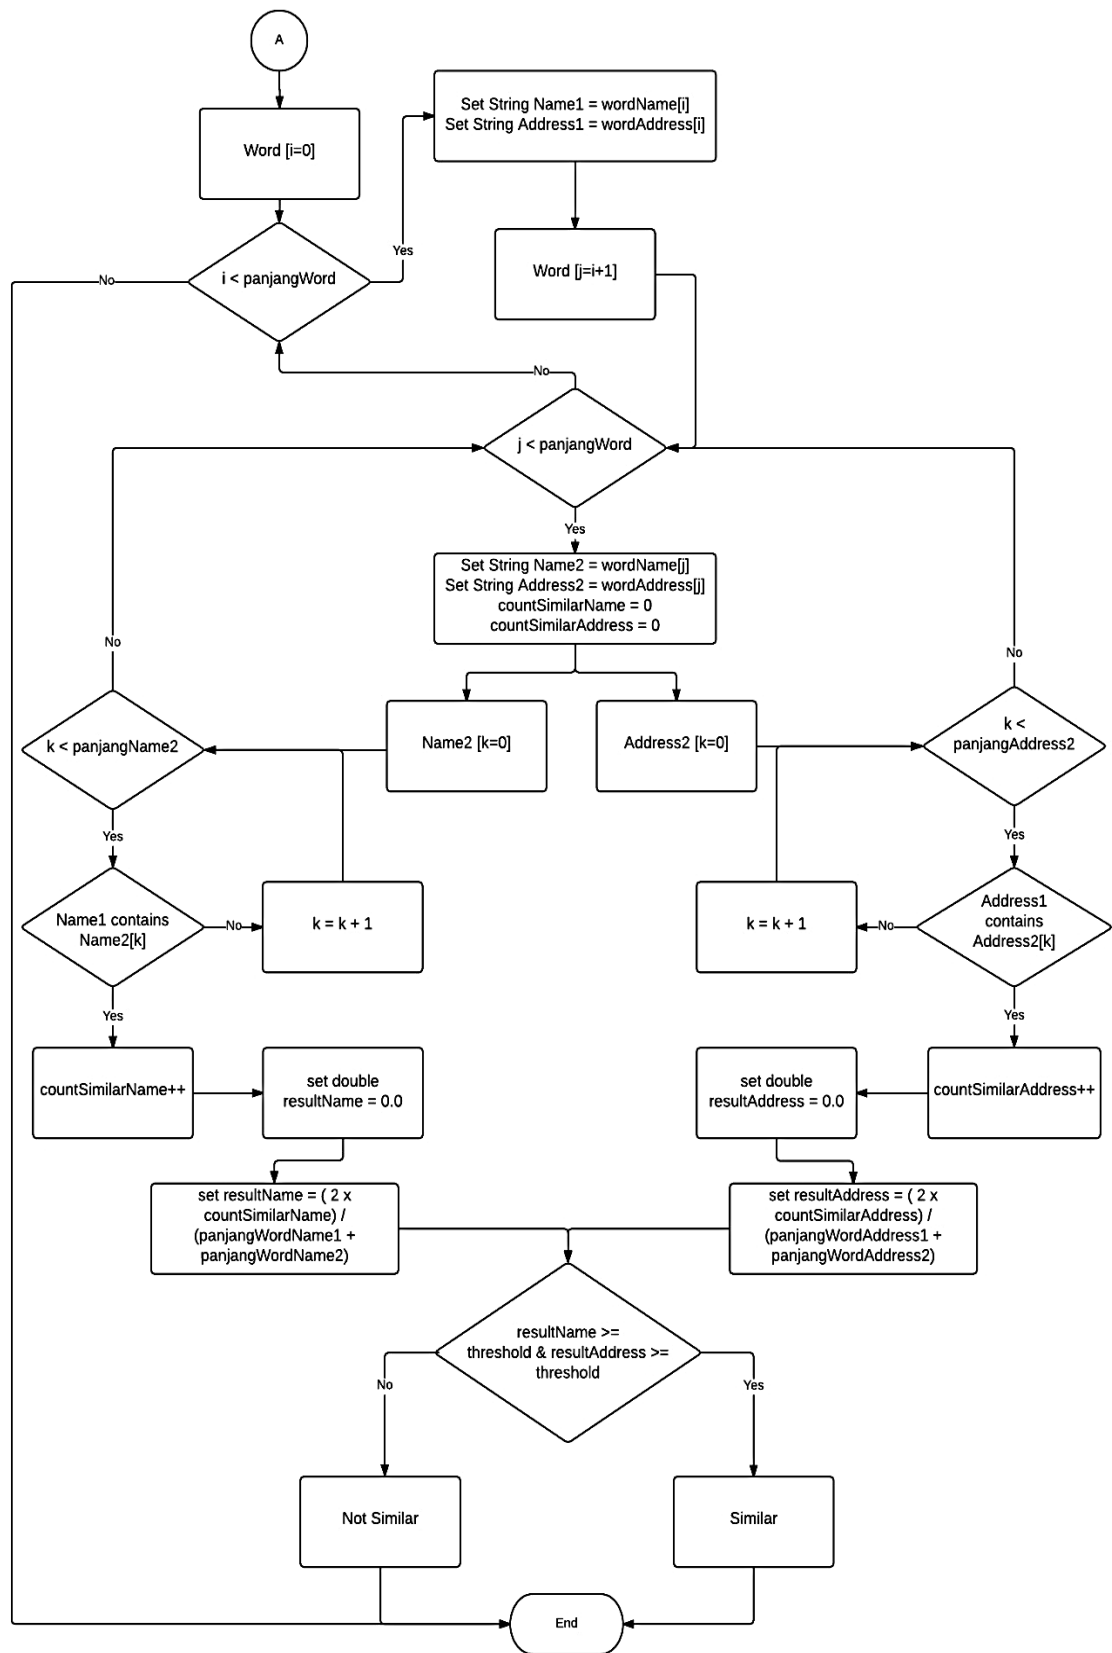 A
Set String Name1 = wordName[i]
Set String Address1 = wordAddress[i]
Word [i=0]
Yes
Word [j=i+1]
No
i < panjangWord
No
j < panjangWord
Yes
Set String Name2 = wordName[j]
Set String Address2 = wordAddress[j]
countSimilarName = 0
countSimilarAddress = 0
No
No
k < panjangName2
Name2 [k=0]
Address2 [k=0]
k <
panjangAddress2
Yes
Yes
Name1 contains
Name2[k]
No
k = k + 1
k = k + 1
No
Address1
contains
Address2[k]
Yes
Yes
countSimilarName++
set double
resultName = 0.0
set double
resultAddress = 0.0
countSimilarAddress++
set resultName = ( 2 x
countSimilarName) /
(panjangWordName1 +
panjangWordName2)
set resultAddress = ( 2 x
countSimilarAddress) /
(panjangWordAddress1 +
panjangWordAddress2)
resultName >=
threshold & resultAddress >=
threshold
No
Yes
Not Similar
Similar
End